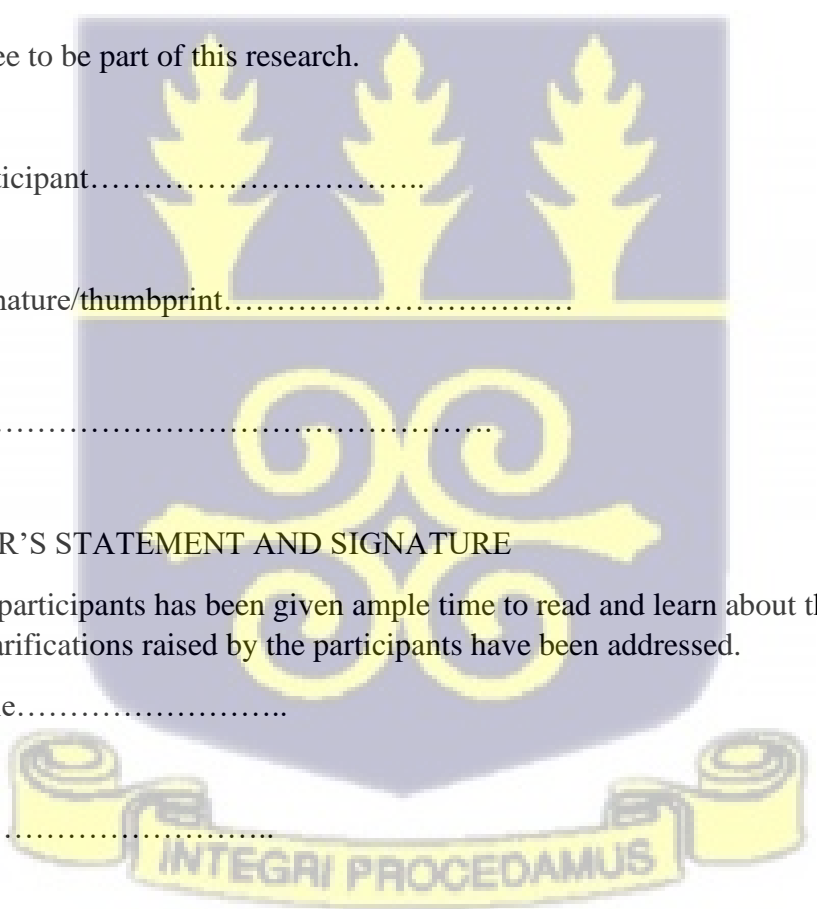 ee to be part of this research.
ticipant…………………………..
nature/thumbprint……………………………
……………………………………….
R’S STATEMENT AND SIGNATURE
participants has been given ample time to read and learn about th
arifications raised by the participants have been addressed.
e……………………..
……………………..
INTEGRI PROCEDAMUS